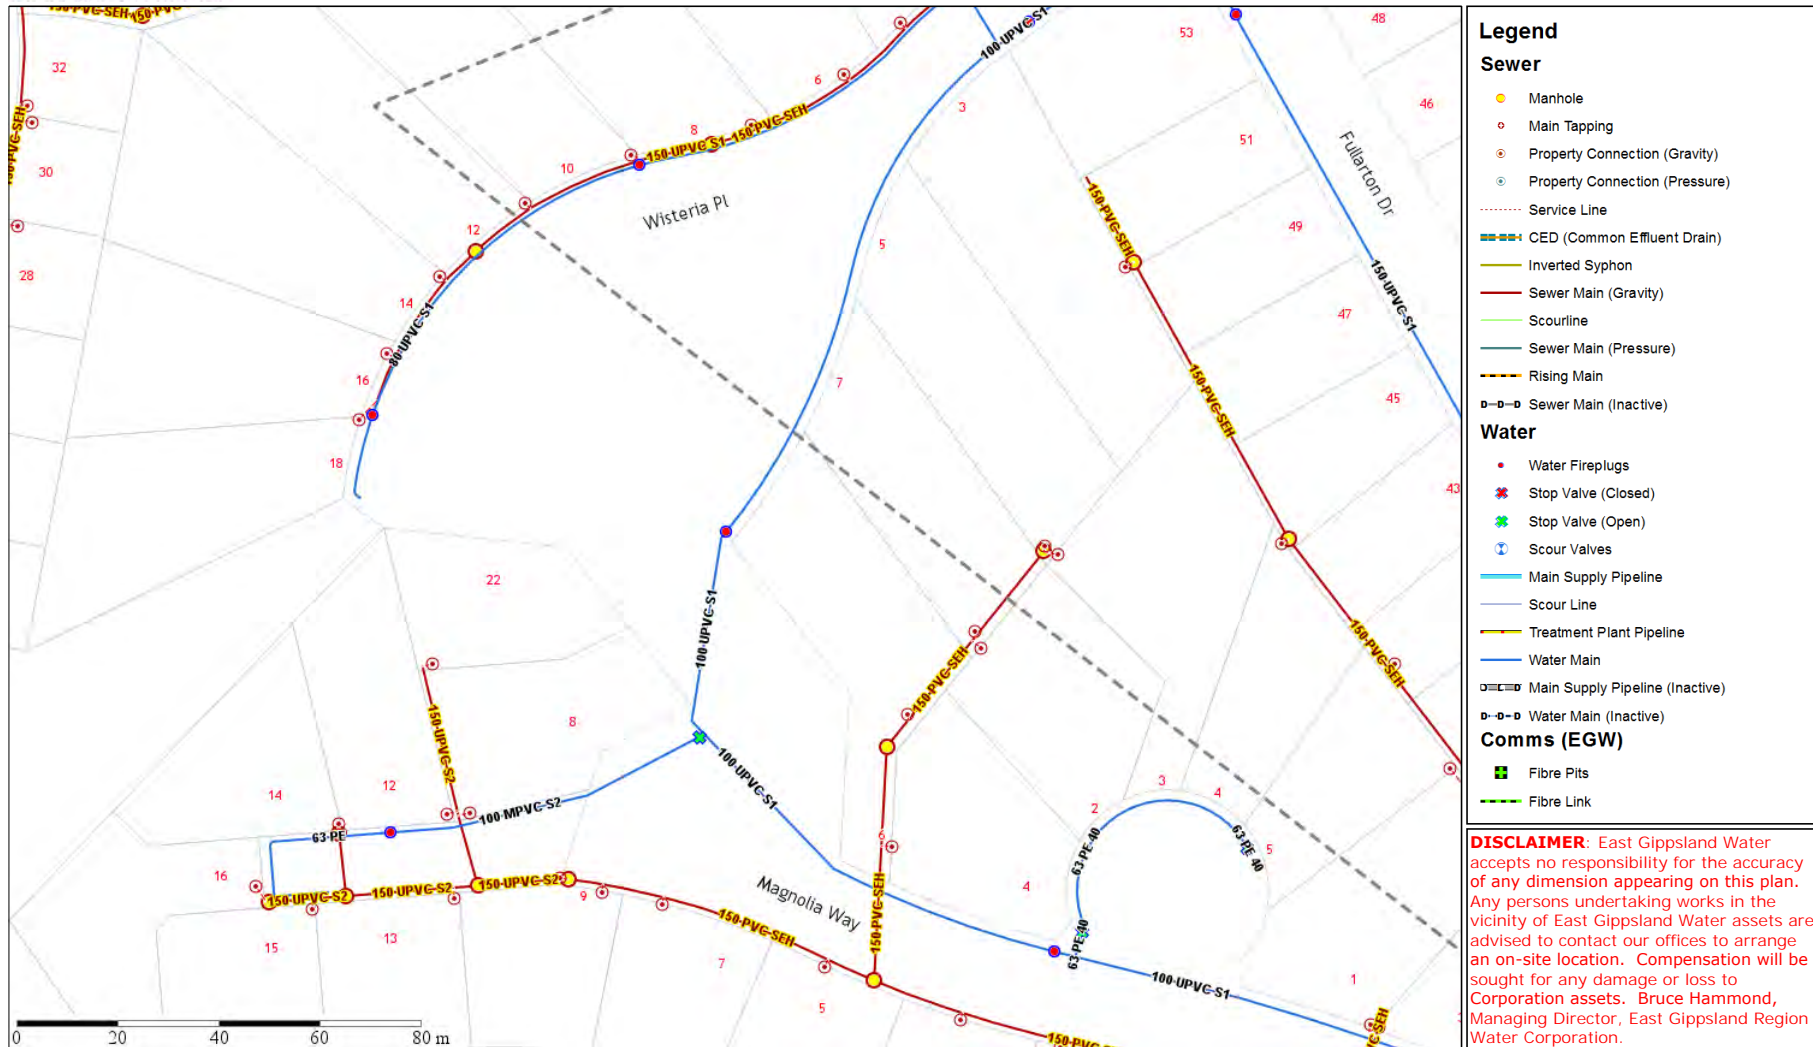 150-PVC-SEH
150-PVC
32
30
28
150-PVC-SEH
6
8
150-UPVC-S1
150-PVC-SEH
10
12
14
80-UPVC-S1
16
18
Wisteria Pl
100-UPVC-S1
3
5
7
53
48
46
51
49
47
45
43
Fullarton Dr
150-UPVC-S1
150-PVC-SEH
150-PVC-SEH
150-PVC-SEH
22
100-UPVC-S1
8
150-UPVC-S2
14
12
100-MPVC-S2
63-PE
16
150-UPVC-S2
150-UPVC-S2
150-UPVC-S2
15
13
9
7
5
100-UPVC-S1
Magnolia Way
150-PVC-SEH
150-PVC-SEH
150-PVC-SEH
6
4
2
3
4
5
63-PE-40
63-PE 40
63-PE-40
100-UPVC-S1
1
0 20 40 60 80 m
Legend
Sewer
Manhole
Main Tapping
Property Connection (Gravity)
Property Connection (Pressure)
Service Line
CED (Common Effluent Drain)
Inverted Syphon
Sewer Main (Gravity)
Scourline
Sewer Main (Pressure)
Rising Main
D-D-D Sewer Main (Inactive)
Water
Water Fireplugs
Stop Valve (Closed)
Stop Valve (Open)
Scour Valves
Main Supply Pipeline
Scour Line
Treatment Plant Pipeline
Water Main
Main Supply Pipeline (Inactive)
D--D-D Water Main (Inactive)
Comms (EGW)
Fibre Pits
Fibre Link
DISCLAIMER: East Gippsland Water
accepts no responsibility for the accuracy
of any dimension appearing on this plan.
Any persons undertaking works in the
vicinity of East Gippsland Water assets are
advised to contact our offices to arrange
an on-site location. Compensation will be
sought for any damage or loss to
Corporation assets. Bruce Hammond,
Managing Director, East Gippsland Region
Water Corporation.